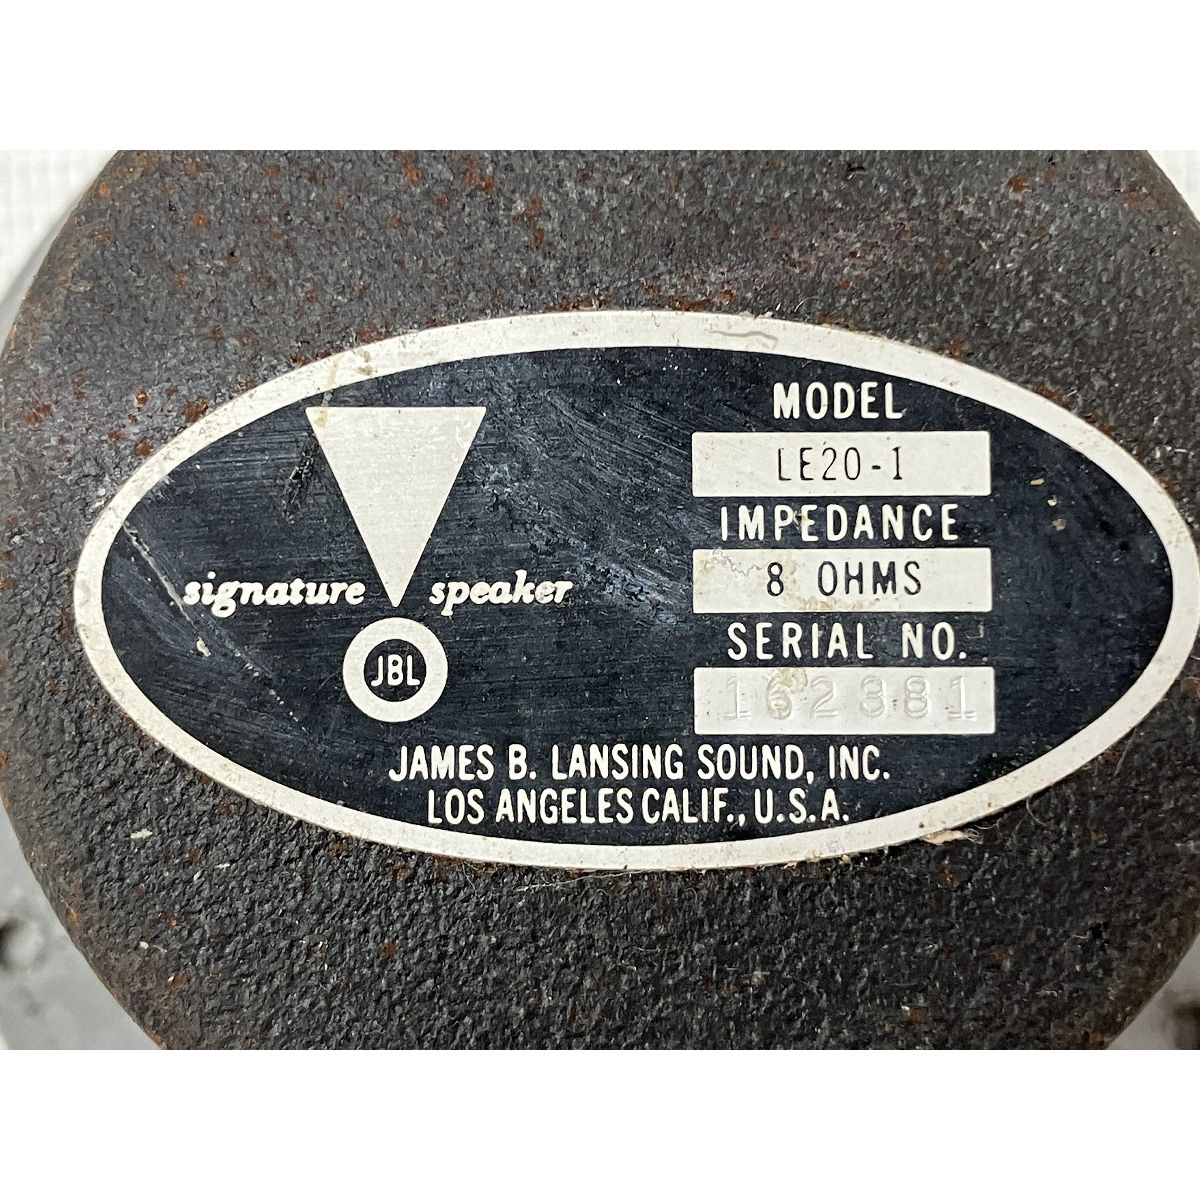 signature speaker
JBL
MODEL
LE20-1
IMPEDANCE
8 OHMS
SERIAL NO.
162381
JAMES B. LANSING SOUND, INC.
LOS ANGELES CALIF., U.S.A.